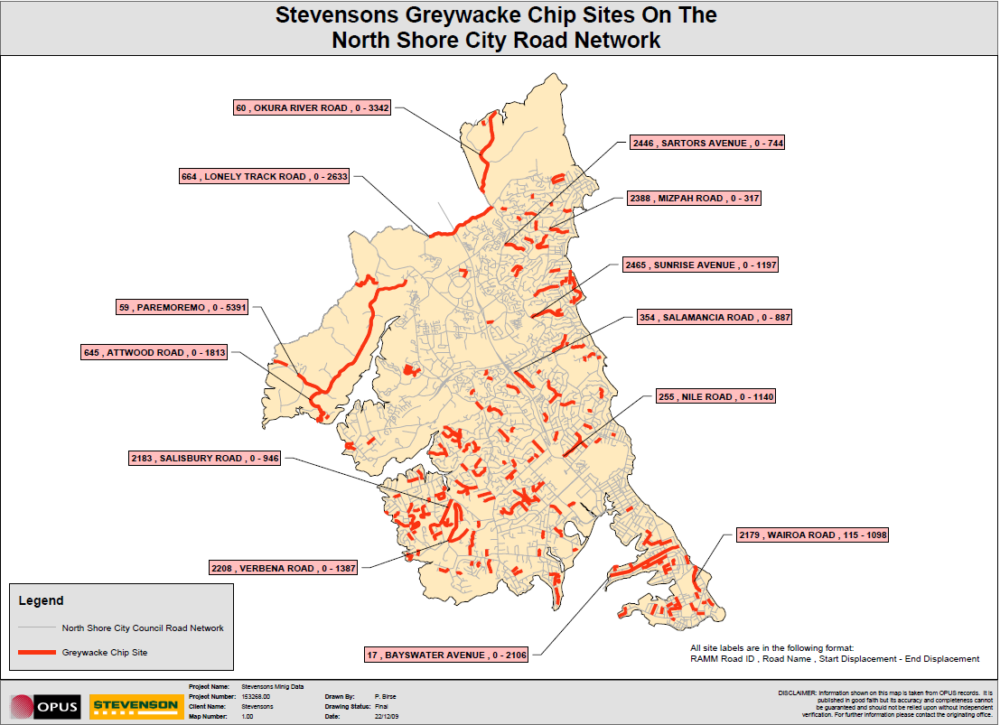 Stevensons Greywacke Chip Sites On The
North Shore City Road Network
60 , OKURA RIVER ROAD , 0 - 3342
2446 , SARTORS AVENUE , 0 - 744
664 , LONELY TRACK ROAD , 0 - 2633
2388 , MIZPAH ROAD , 0 - 317
2465 , SUNRISE AVENUE , 0 - 1197
59 , PAREMOREMO , 0 - 5391
354 , SALAMANCIA ROAD , 0 - 887
645 , ATTWOOD ROAD , 0 - 1813
255 , NILE ROAD , 0 - 1140
2183 , SALISBURY ROAD , 0 - 946
2179 , WAIROA ROAD , 115 - 1098
2208 , VERBENA ROAD , 0 - 1387
17 , BAYSWATER AVENUE , 0 - 2106
Legend
North Shore City Council Road Network
Greywacke Chip Site
All site labels are in the following format:
RAMM Road ID , Road Name , Start Displacement - End Displacement
OPUS
STEVENSON
Project Name: Stevensons Minig Data
Project Number: 153268.00
Client Name: Stevensons
Map Number: 1.00
Drawn By: P. Birse
Drawing Status: Final
Date: 22/12/09
DISCLAIMER: Information shown on this map is taken from OPUS records. It is
published in good faith but its accuracy and completeness cannot
be guaranteed and should not be relied upon without independent
verification. For further information please contact the originating office.